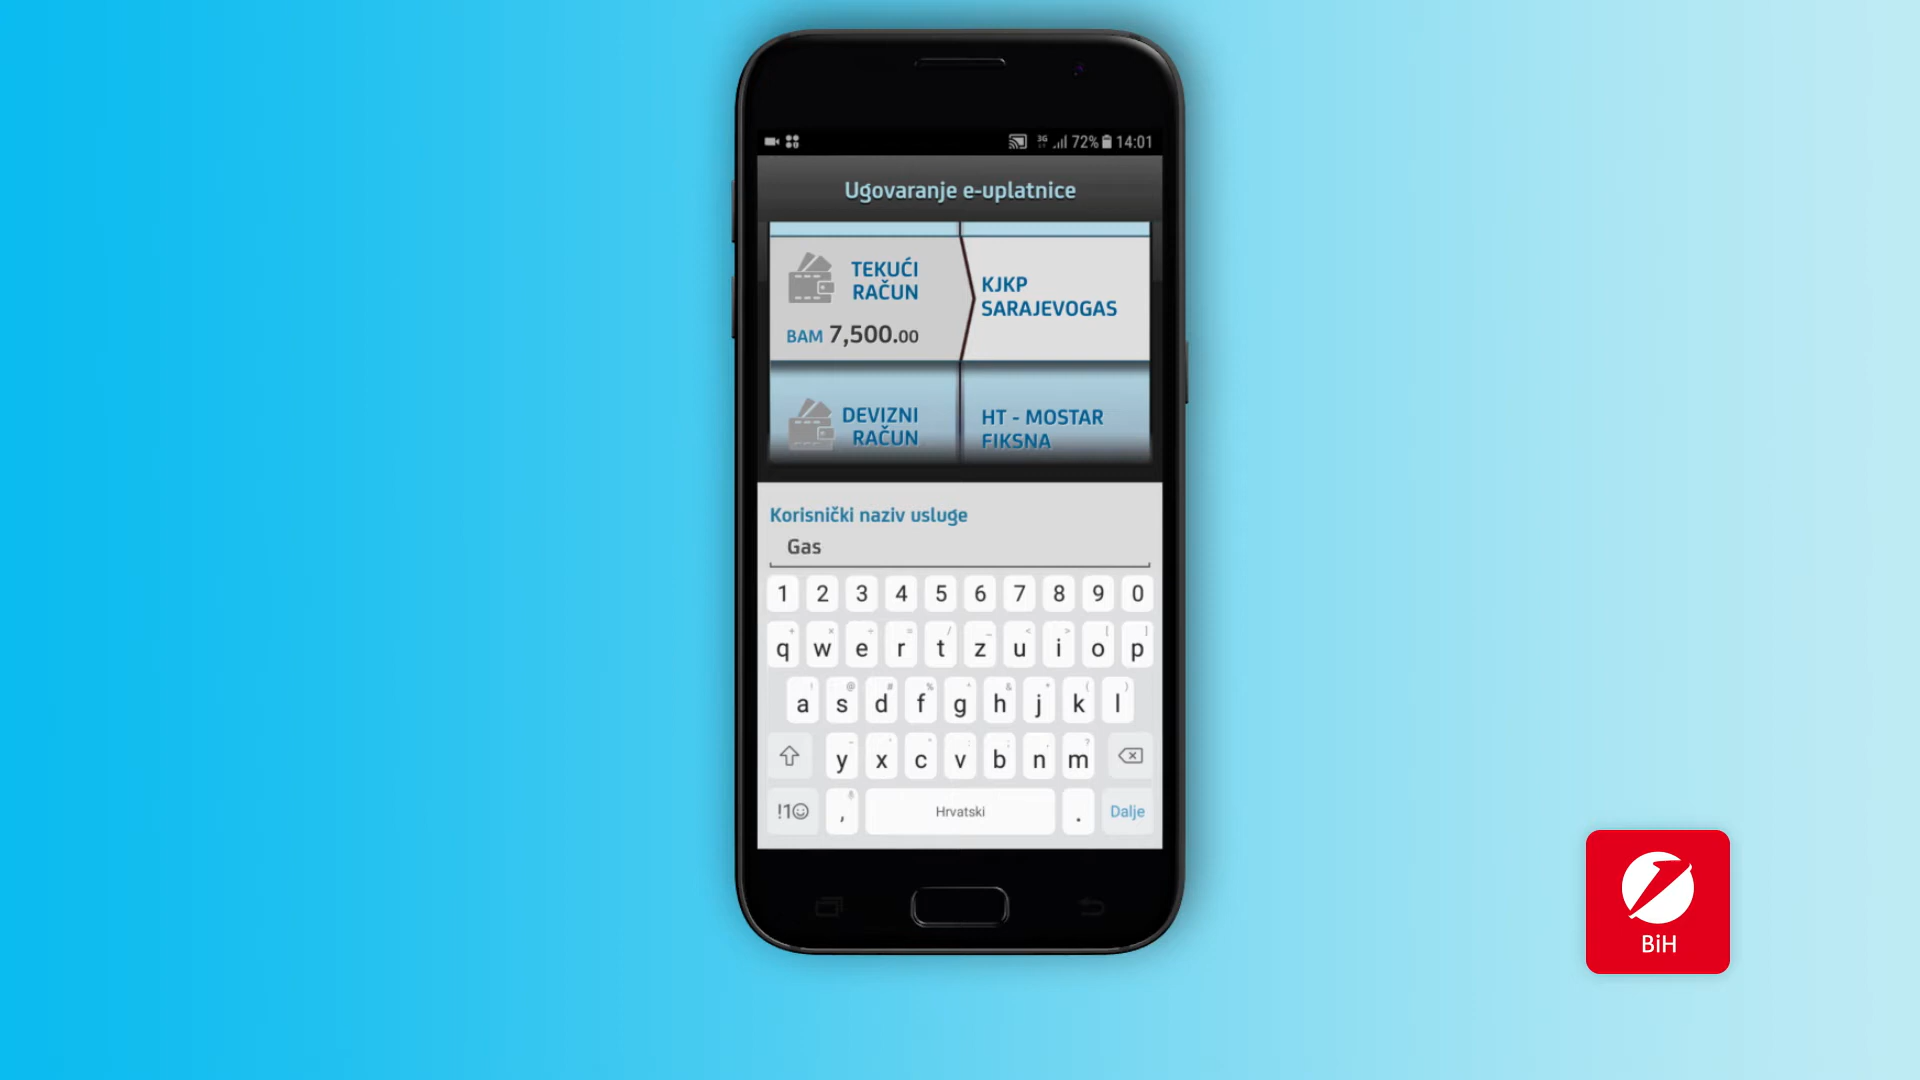 3G 72% 14:01
Ugovaranje e-uplatnice
TEKUĆI
RAČUN
BAM 7,500.00
KJKP
SARAJEVOGAS
DEVIZNI
RAČUN
HT - MOSTAR
FIKSNA
Korisnički naziv usluge
Gas
1 2 3 4 5 6 7 8 9 0
q w e r t z u i o p
a s d f g h j k l
y x c v b n m
!1☺ , Hrvatski . Dalje
BiH